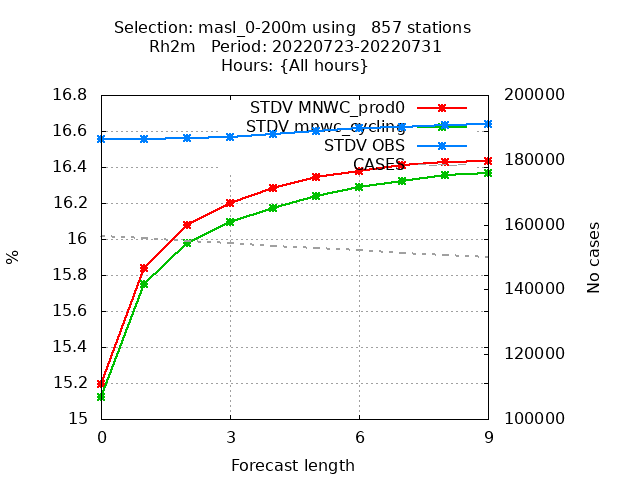 Selection: masl_0-200m using   857 stations
Rh2m   Period: 20220723-20220731
Hours: {All hours}
16.8
16.6
16.4
16.2
16
15.8
15.6
15.4
15.2
15
%
STDV MNWC_prod0
STDV mnwc_cycling
STDV OBS
CASES
200000
180000
160000
140000
120000
100000
No cases
0 3 6 9
Forecast length